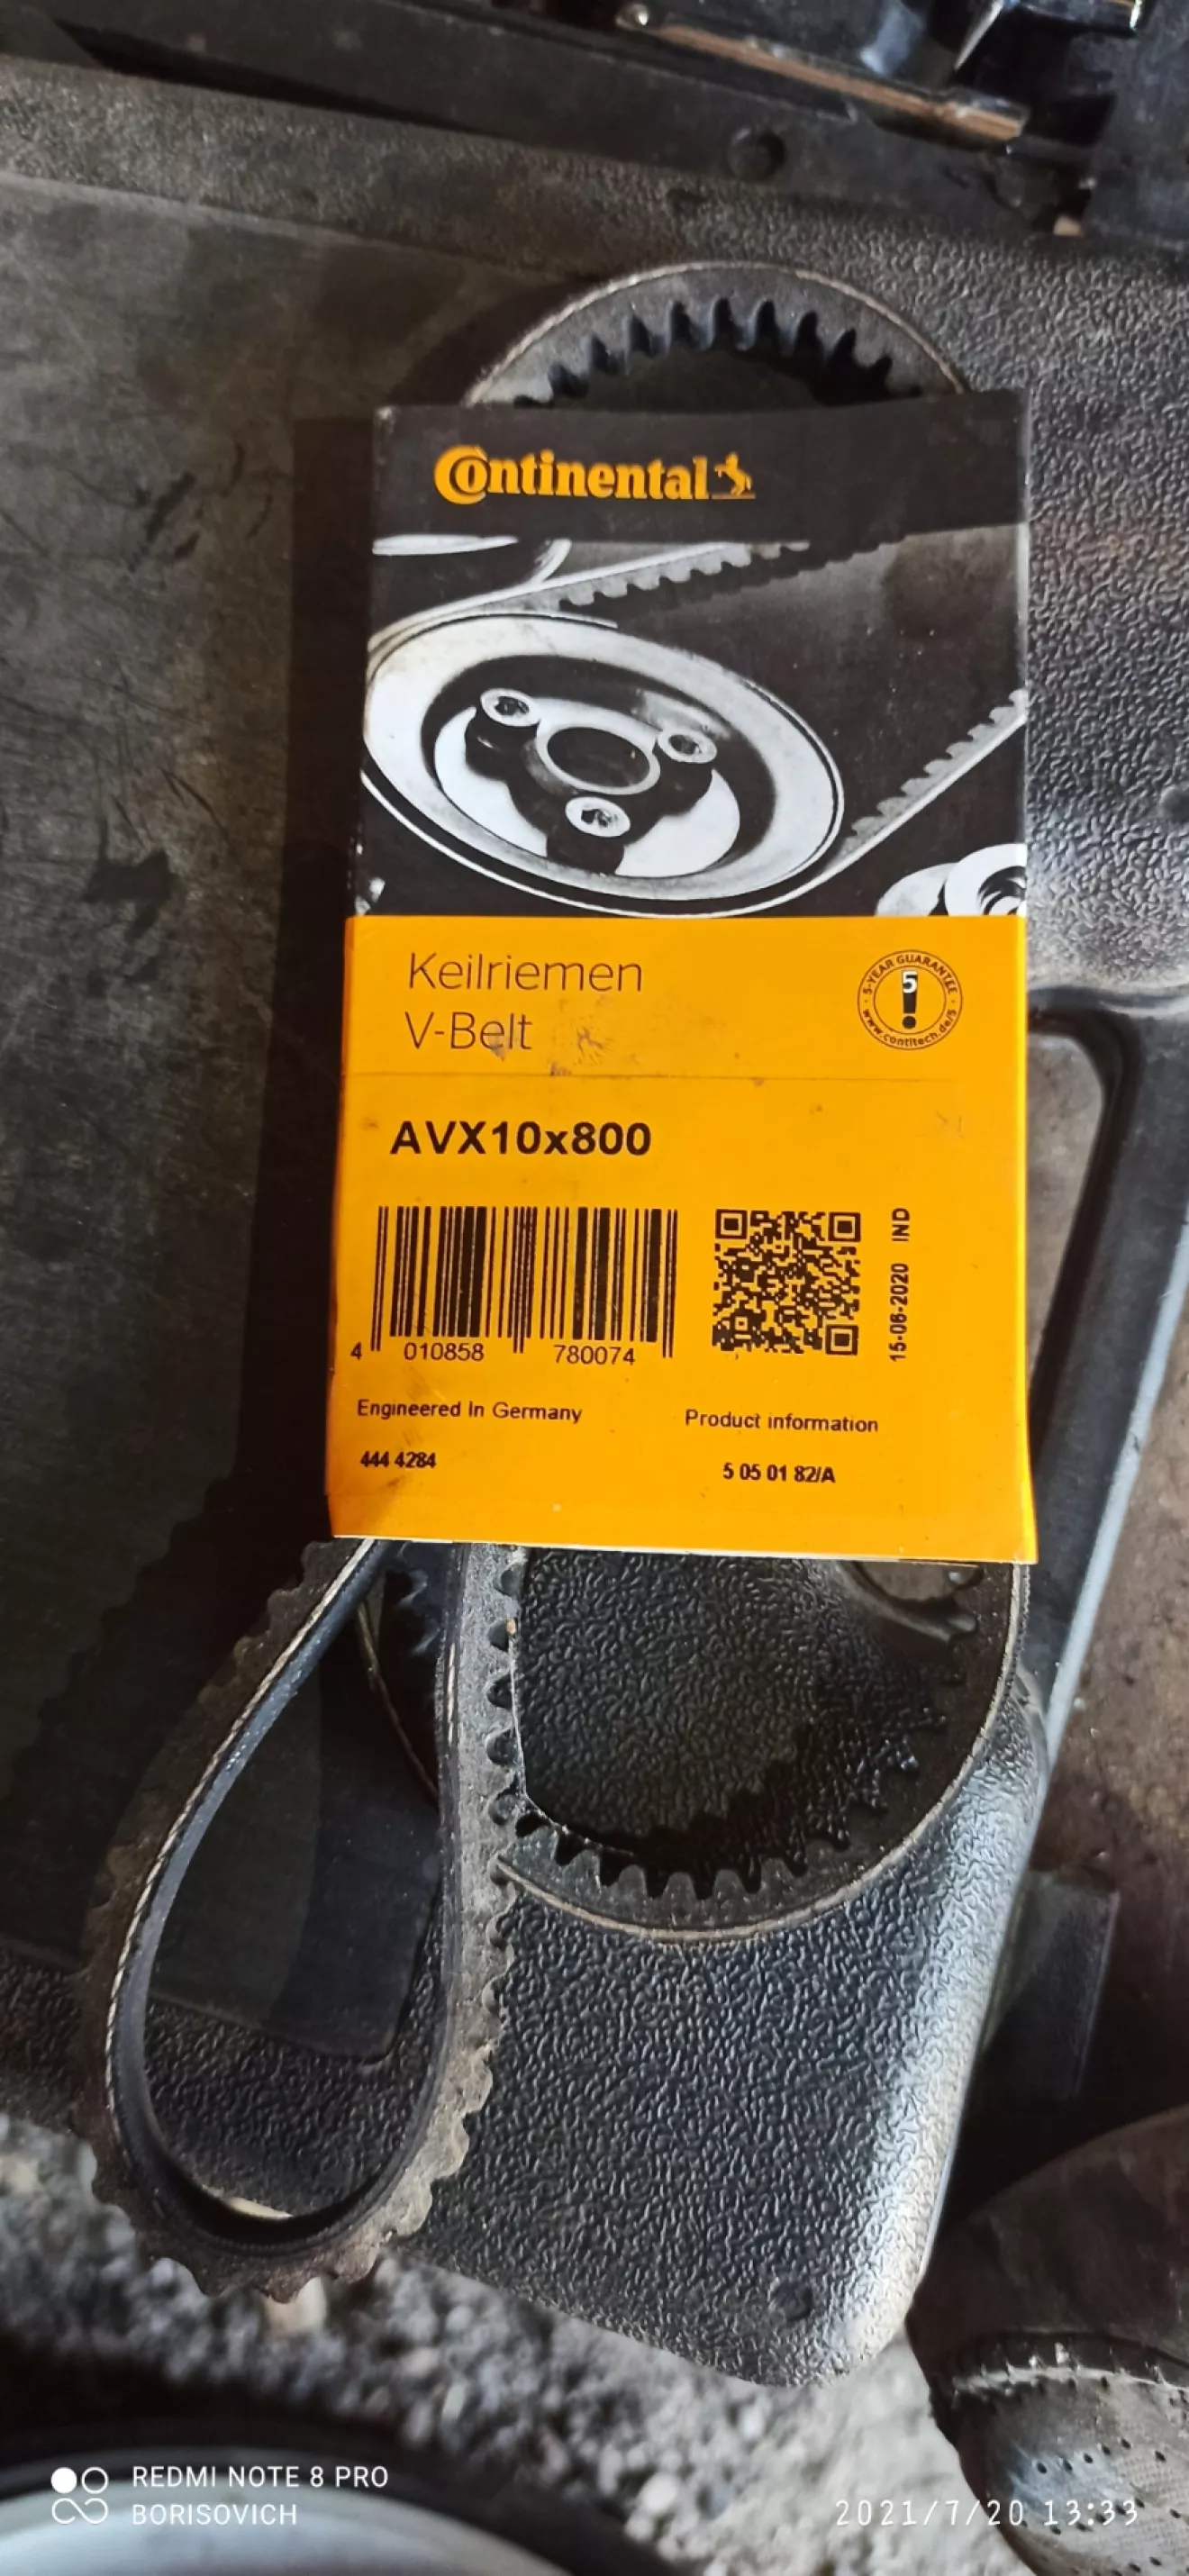 Continental
Keilriemen
V-Belt
5-YEAR GUARANTEE
5
www.contitech.de/5
AVX10x800
4 010858 780074
15-06-2020 IND
Engineered In Germany
Product information
444 4284
5 05 01 82/A
REDMI NOTE 8 PRO
BORISOVICH
2021/7/20 13:33